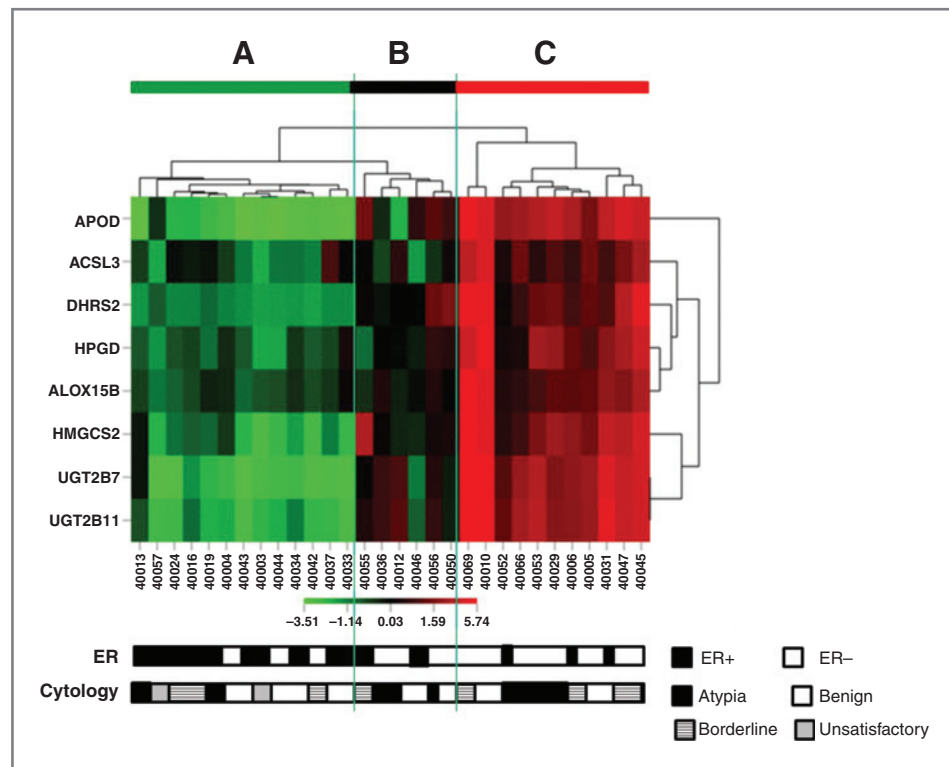 A B C
APOD
ACSL3
DHRS2
HPGD
ALOX15B
HMGCS2
UGT2B7
UGT2B11
40013 40057 40024 40016 40019 40004 40043 40003 40044 40034 40042 40037 40033 40055 40036 40012 40046 40056 40050 40069 40010 40052 40066 40053 40029 40006 40005 40031 40047 40045
−3.51 −1.14 0.03 1.59 5.74
ER
ER+ ER−
Cytology
Atypia Benign
Borderline Unsatisfactory